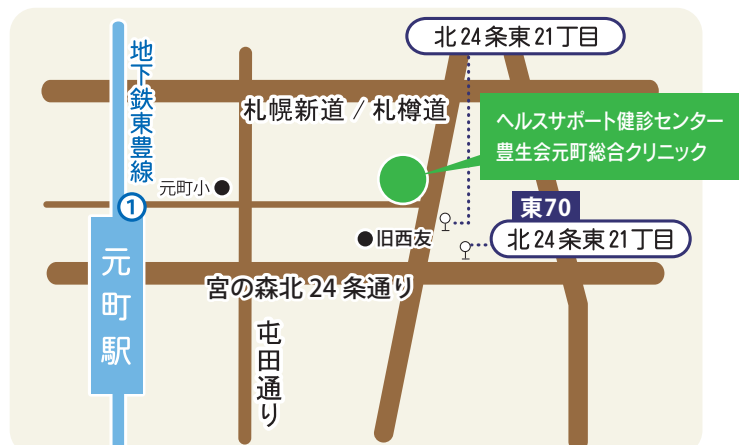 北24条東21丁目
地下鉄東豊線
札幌新道 / 札樽道
ヘルスサポート健診センター
豊生会元町総合クリニック
元町小
1
東70
旧西友
北24条東21丁目
元町駅
宮の森北24条通り
屯田通り